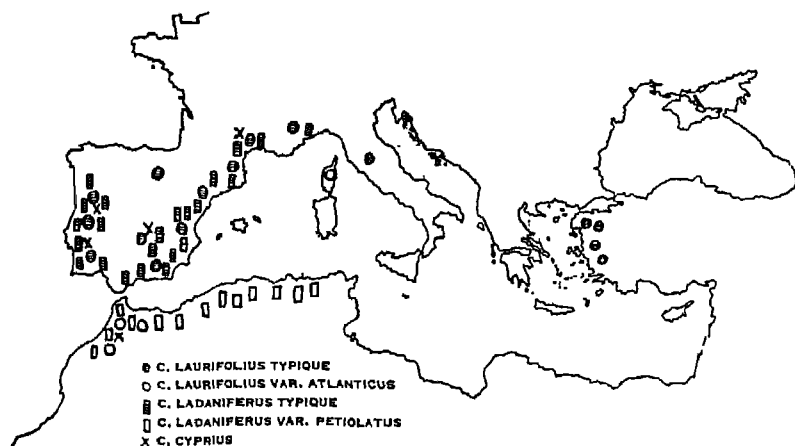 C. LAURIFOLIUS TYPIQUE
C. LAURIFOLIUS VAR. ATLANTICUS
C. LADANIFERUS TYPIQUE
C. LADANIFERUS VAR. PETIOLATUS
X C. CYPRIUS